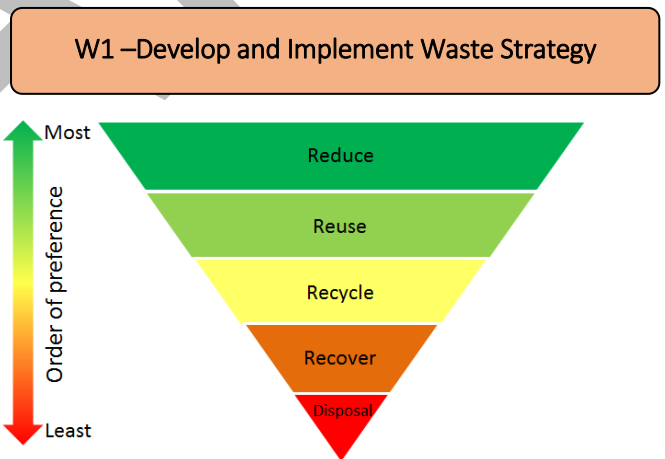 W1 –Develop and Implement Waste Strategy
Most
Reduce
Reuse
Order of preference
Recycle
Recover
Disposal
Least